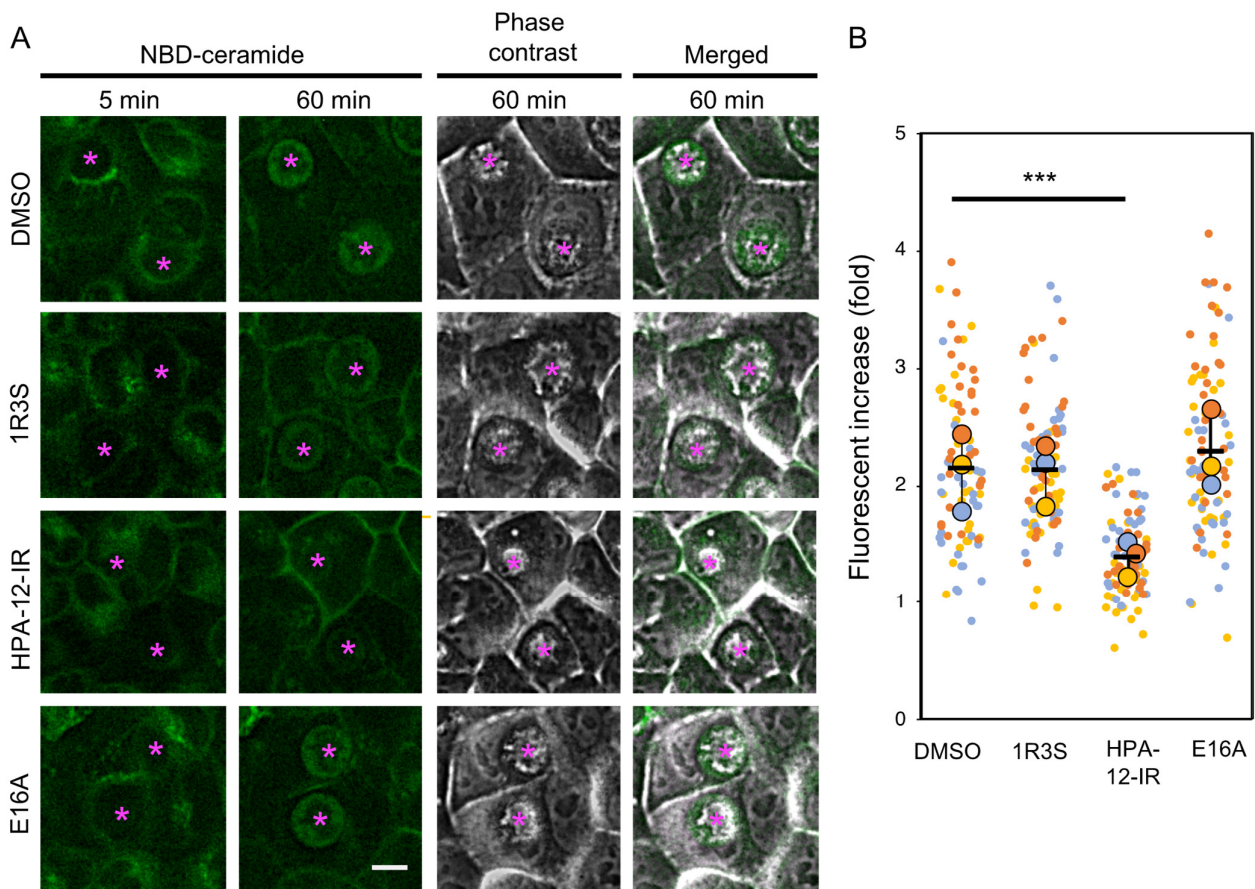 A
NBD-ceramide
Phase
contrast
Merged
5 min
60 min
60 min
60 min
DMSO
*
*
*
*
*
*
*
*
1R3S
*
*
*
*
*
*
*
*
HPA-12-IR
*
*
*
*
*
*
*
*
E16A
*
*
*
*
*
*
*
*
B
Fluorescent increase (fold)
5
4
3
2
1
0
***
DMSO
1R3S
HPA-
12-IR
E16A